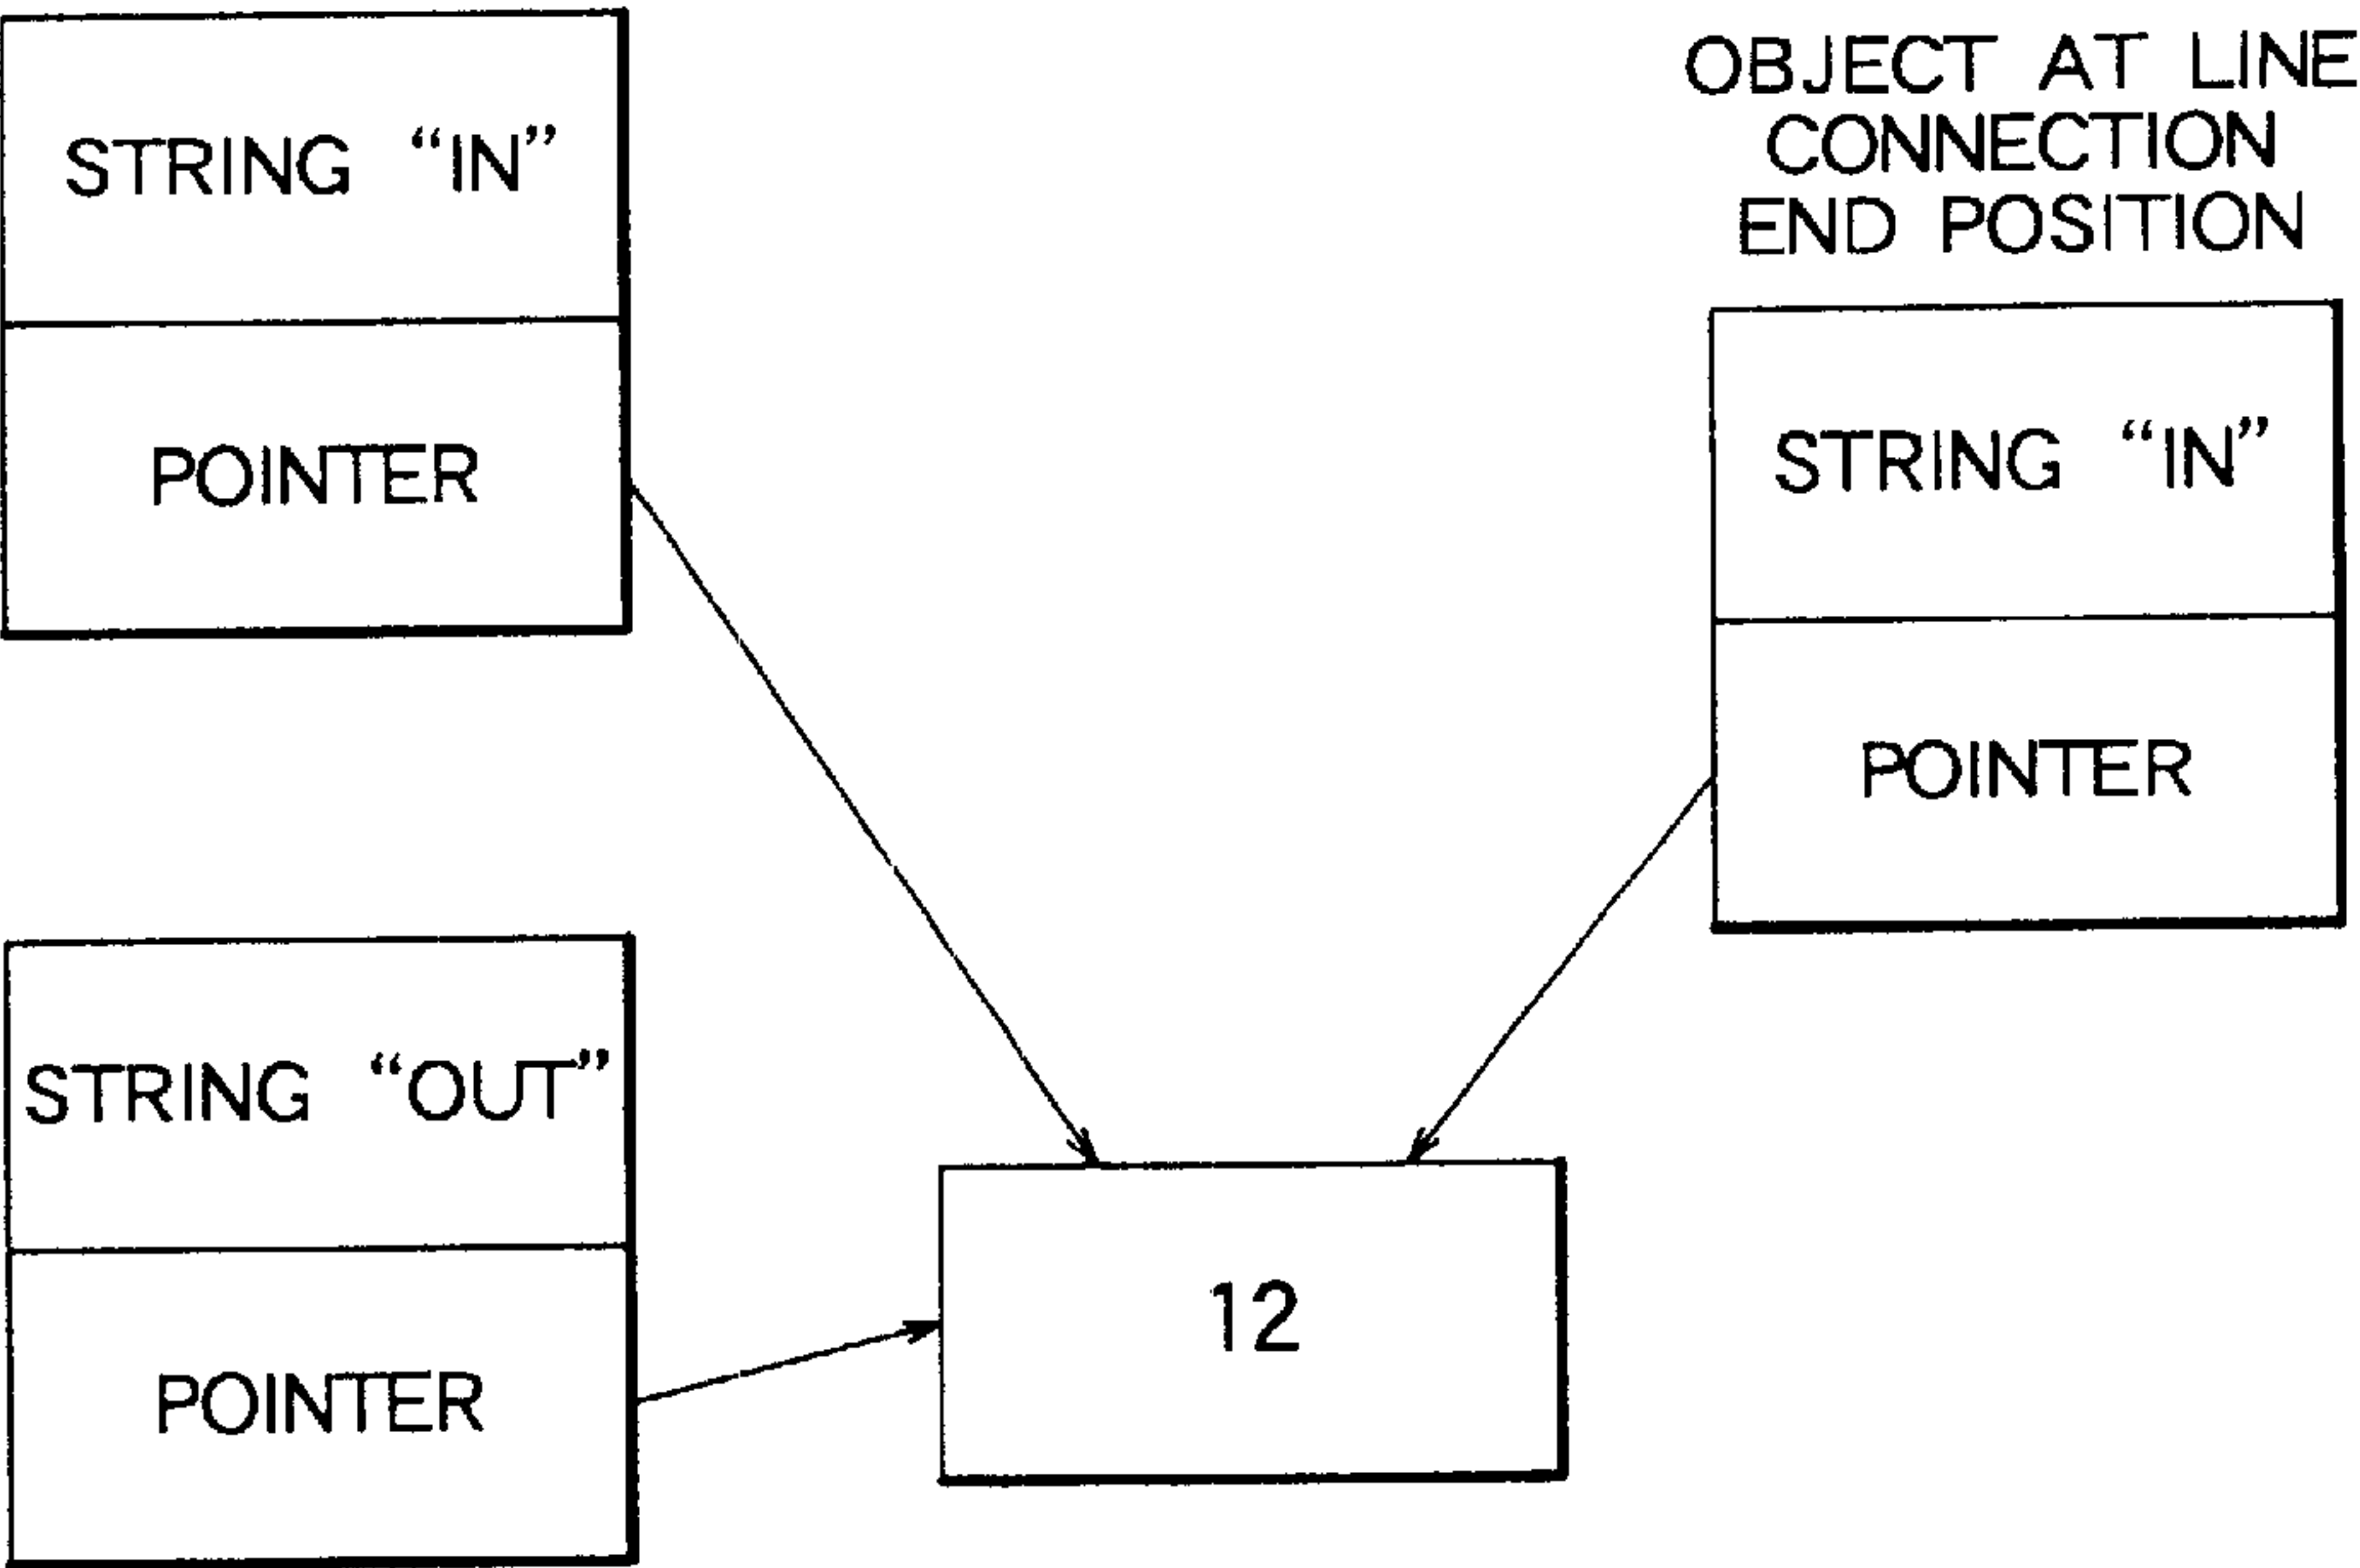 STRING “IN”
POINTER
OBJECT AT LINE
CONNECTION
END POSITION
STRING “IN”
POINTER
STRING “OUT”
POINTER
12